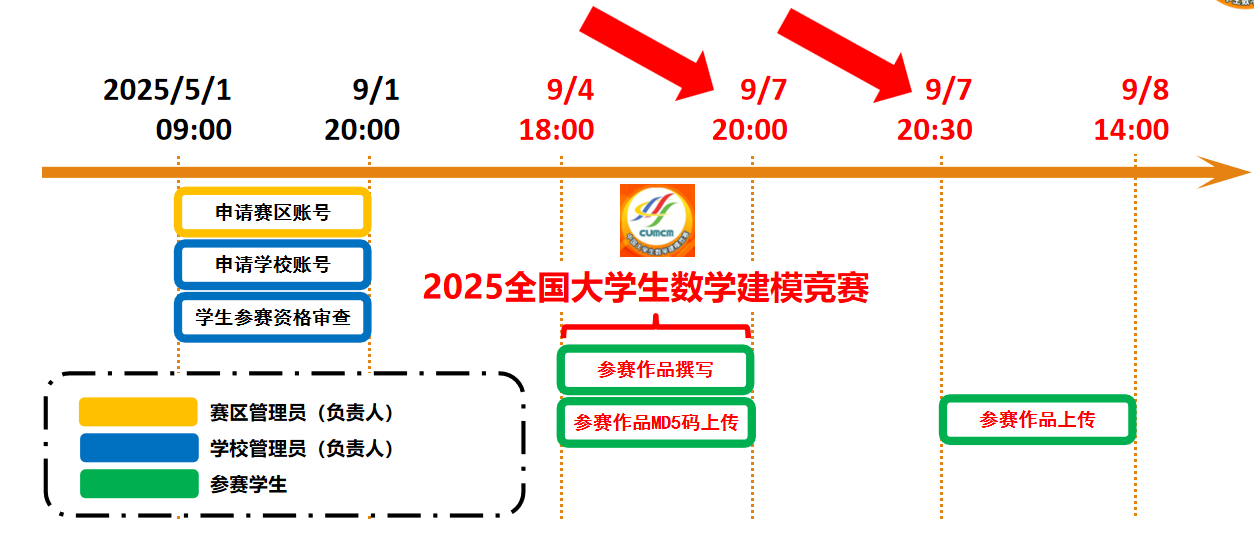 2025/5/1
09:00
9/1
20:00
9/4
18:00
9/7
20:00
9/7
20:30
9/8
14:00
申请赛区账号
申请学校账号
学生参赛资格审查
CUMCM
2025全国大学生数学建模竞赛
参赛作品撰写
参赛作品MD5码上传
参赛作品上传
赛区管理员（负责人）
学校管理员（负责人）
参赛学生